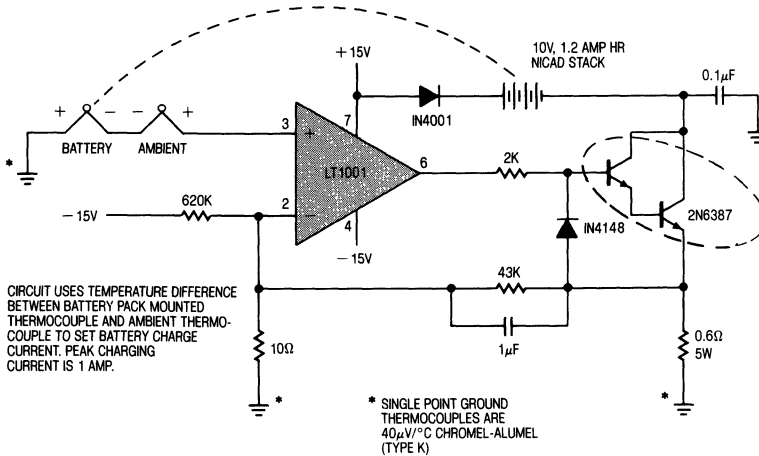 10V, 1.2 AMP HR
NICAD STACK
+15V
0.1µF
IN4001
+ - - +
BATTERY AMBIENT
*
3
+
7
LT1001
6
2K
2N6387
-15V
620K
2
-
4
-15V
IN4148
43K
1µF
CIRCUIT USES TEMPERATURE DIFFERENCE
BETWEEN BATTERY PACK MOUNTED
THERMOCOUPLE AND AMBIENT THERMO-
COUPLE TO SET BATTERY CHARGE
CURRENT. PEAK CHARGING
CURRENT IS 1 AMP.
10Ω
*
0.6Ω
5W
*
* SINGLE POINT GROUND
THERMOCOUPLES ARE
40µV/°C CHROMEL-ALUMEL
(TYPE K)